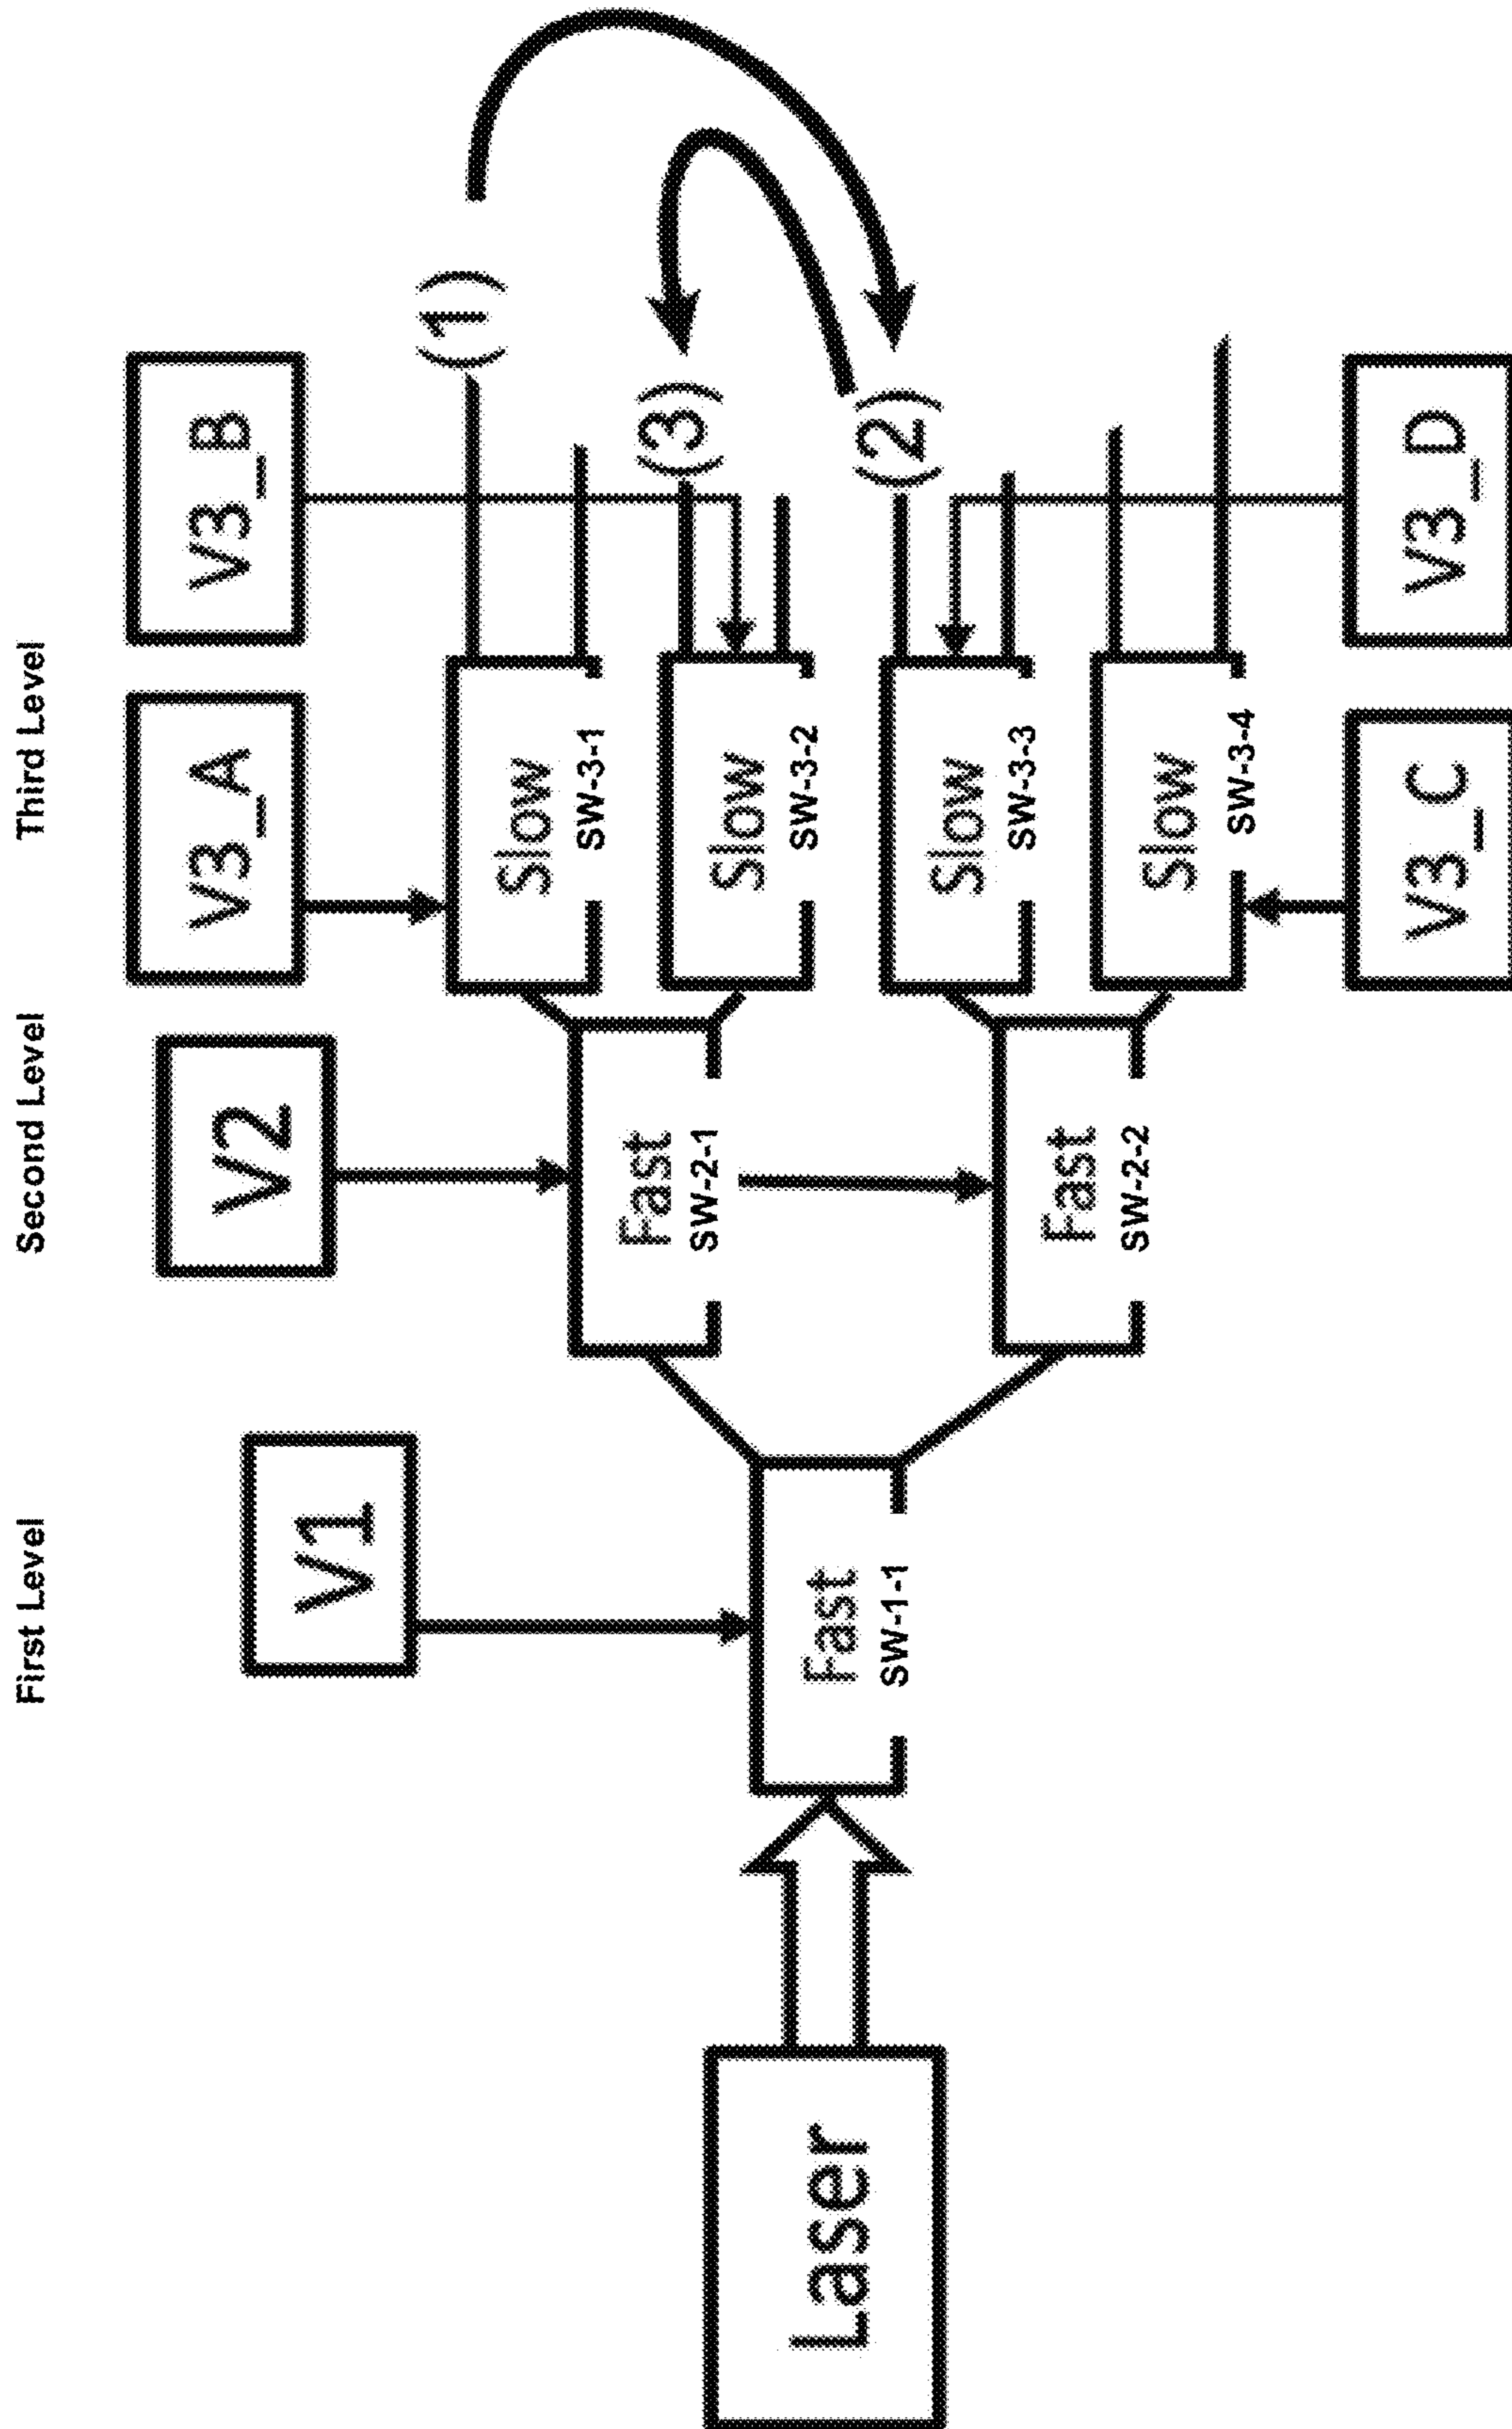 First Level
Second Level
Third Level
V1
V2
V3_A
V3_B
Laser
Fast
SW-1-1
Fast
SW-2-1
Fast
SW-2-2
Slow
SW-3-1
Slow
SW-3-2
Slow
SW-3-3
Slow
SW-3-4
(1)
(3)
(2)
V3_C
V3_D